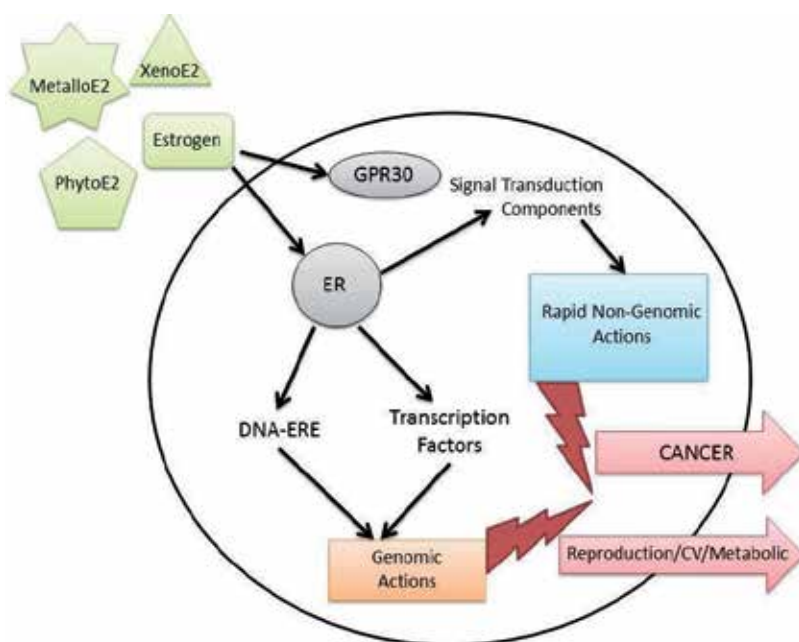 XenoE2
MetalloE2
Estrogen
PhytoE2
GPR30
Signal Transduction
Components
ER
Rapid Non-Genomic
Actions
DNA-ERE
Transcription
Factors
CANCER
Genomic
Actions
Reproduction/CV/Metabolic